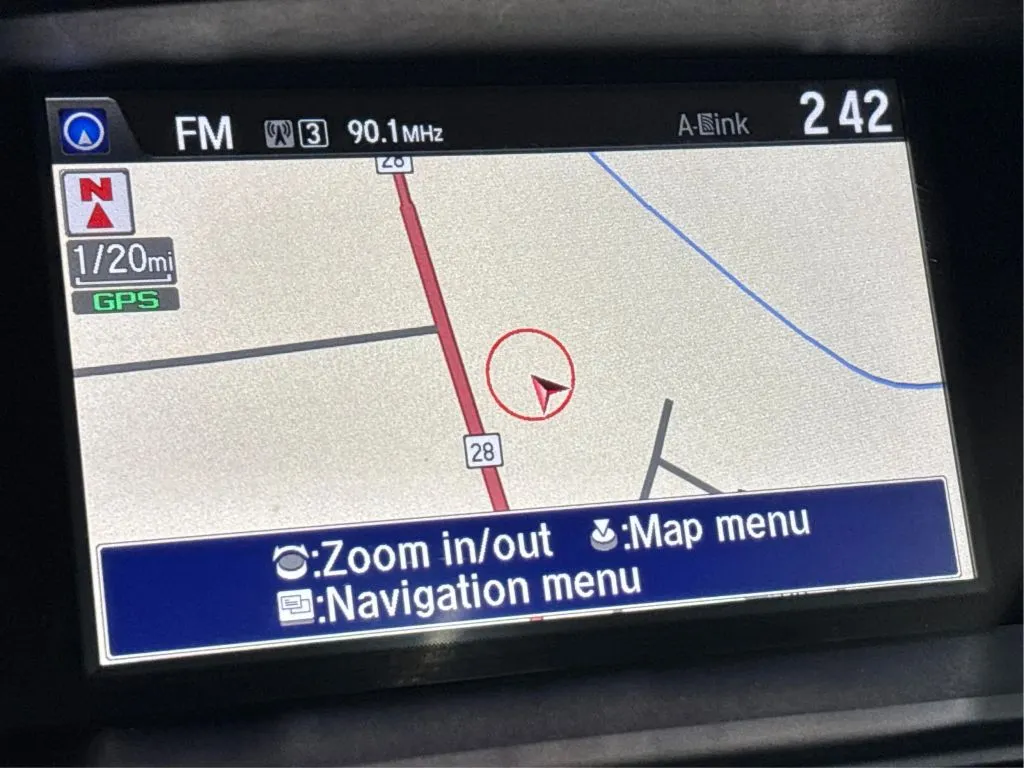 FM 3 90.1MHz A-Link 2 42
28
N
1/20mi
GPS
28
:Zoom in/out :Map menu
:Navigation menu